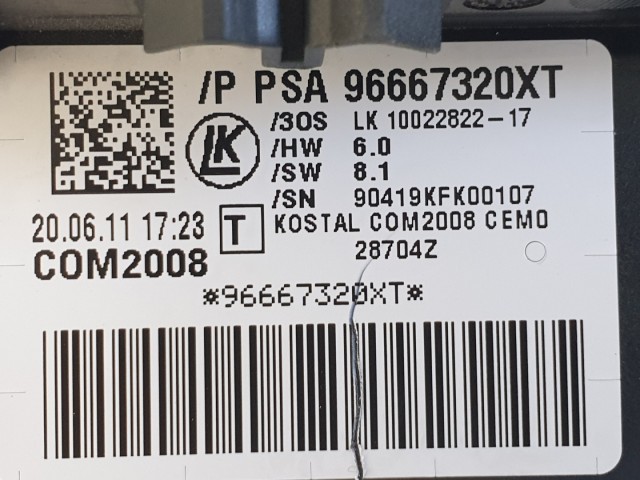 /P PSA 96667320XT
/3OS LK 10022822-17
LK
/HW 6.0
/SW 8.1
/SN 90419KFK00107
20.06.11 17:23 T KOSTAL COM2008 CEM0
28704Z
COM2008
*96667320XT*